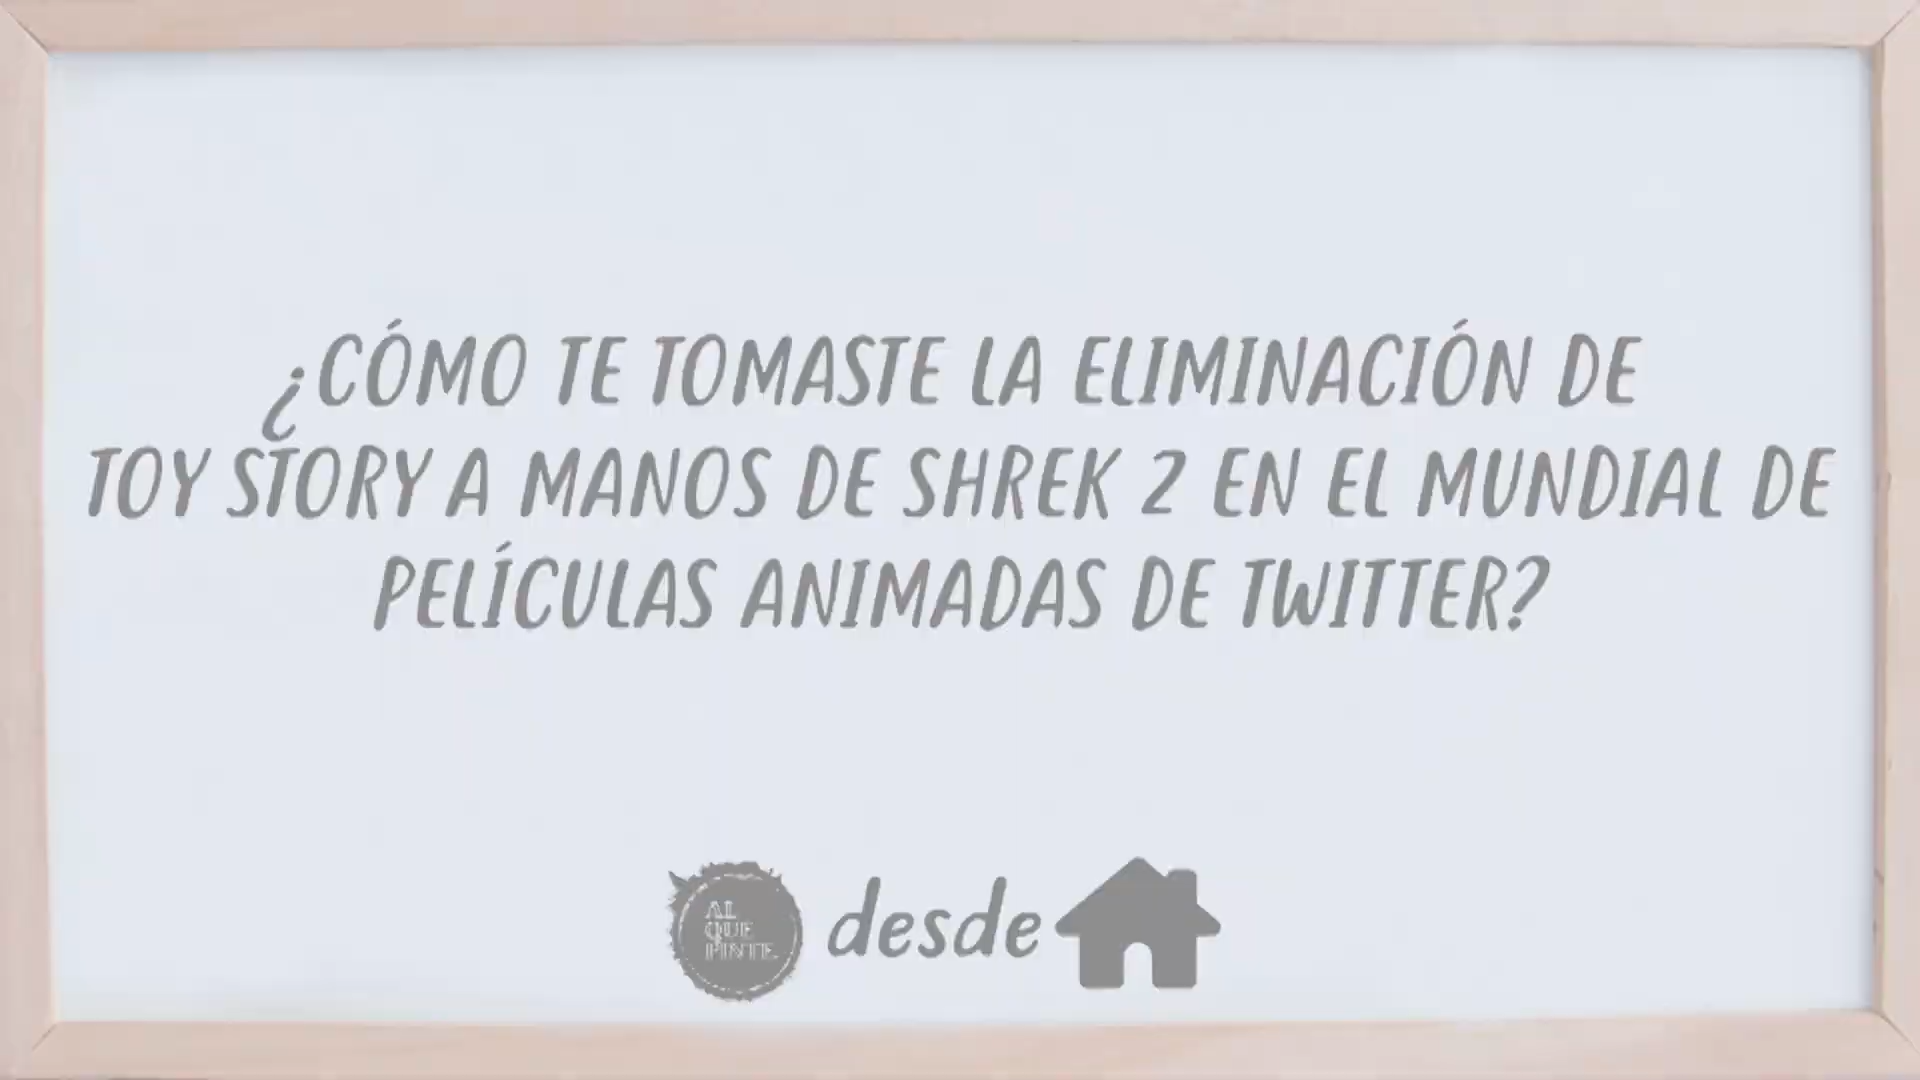 ¿CÓMO TE TOMASTE LA ELIMINACIÓN DE
TOY STORY A MANOS DE SHREK 2 EN EL MUNDIAL DE
PELÍCULAS ANIMADAS DE TWITTER?
AL
QUE
PINTE
desde